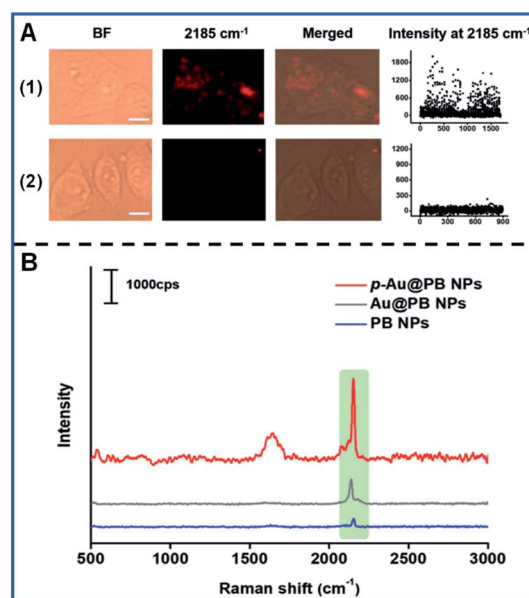 A
BF
2185 cm⁻¹
Merged
Intensity at 2185 cm⁻¹
(1)
1800
1200
600
0
0 500 1000 1500
(2)
1200
900
600
300
0
0 300 600 900
B
1000cps
p-Au@PB NPs
Au@PB NPs
PB NPs
Intensity
500 1000 1500 2000 2500 3000
Raman shift (cm⁻¹)